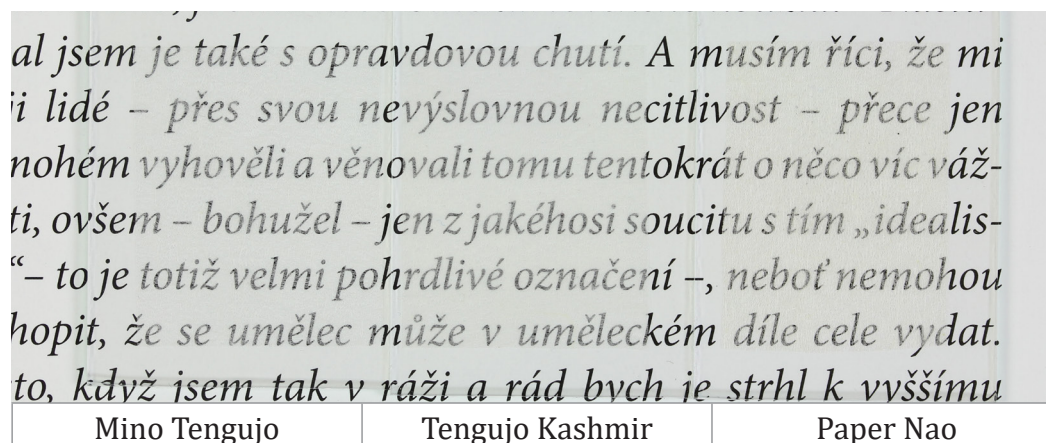 al jsem je také s opravdovou chutí. A musím říci, že mi
ji lidé – přes svou nevýslovnou necitlivost – přece jen
nohém vyhověli a věnovali tomu tentokrát o něco víc váž-
ti, ovšem – bohužel – jen z jakéhosi soucitu s tím „idealis-
“– to je totiž velmi pohrdlivé označení –, neboť nemohou
hopit, že se umělec může v uměleckém díle cele vydat.
to, když jsem tak v ráži a rád bych je strhl k vyššímu
Mino Tengujo Tengujo Kashmir Paper Nao